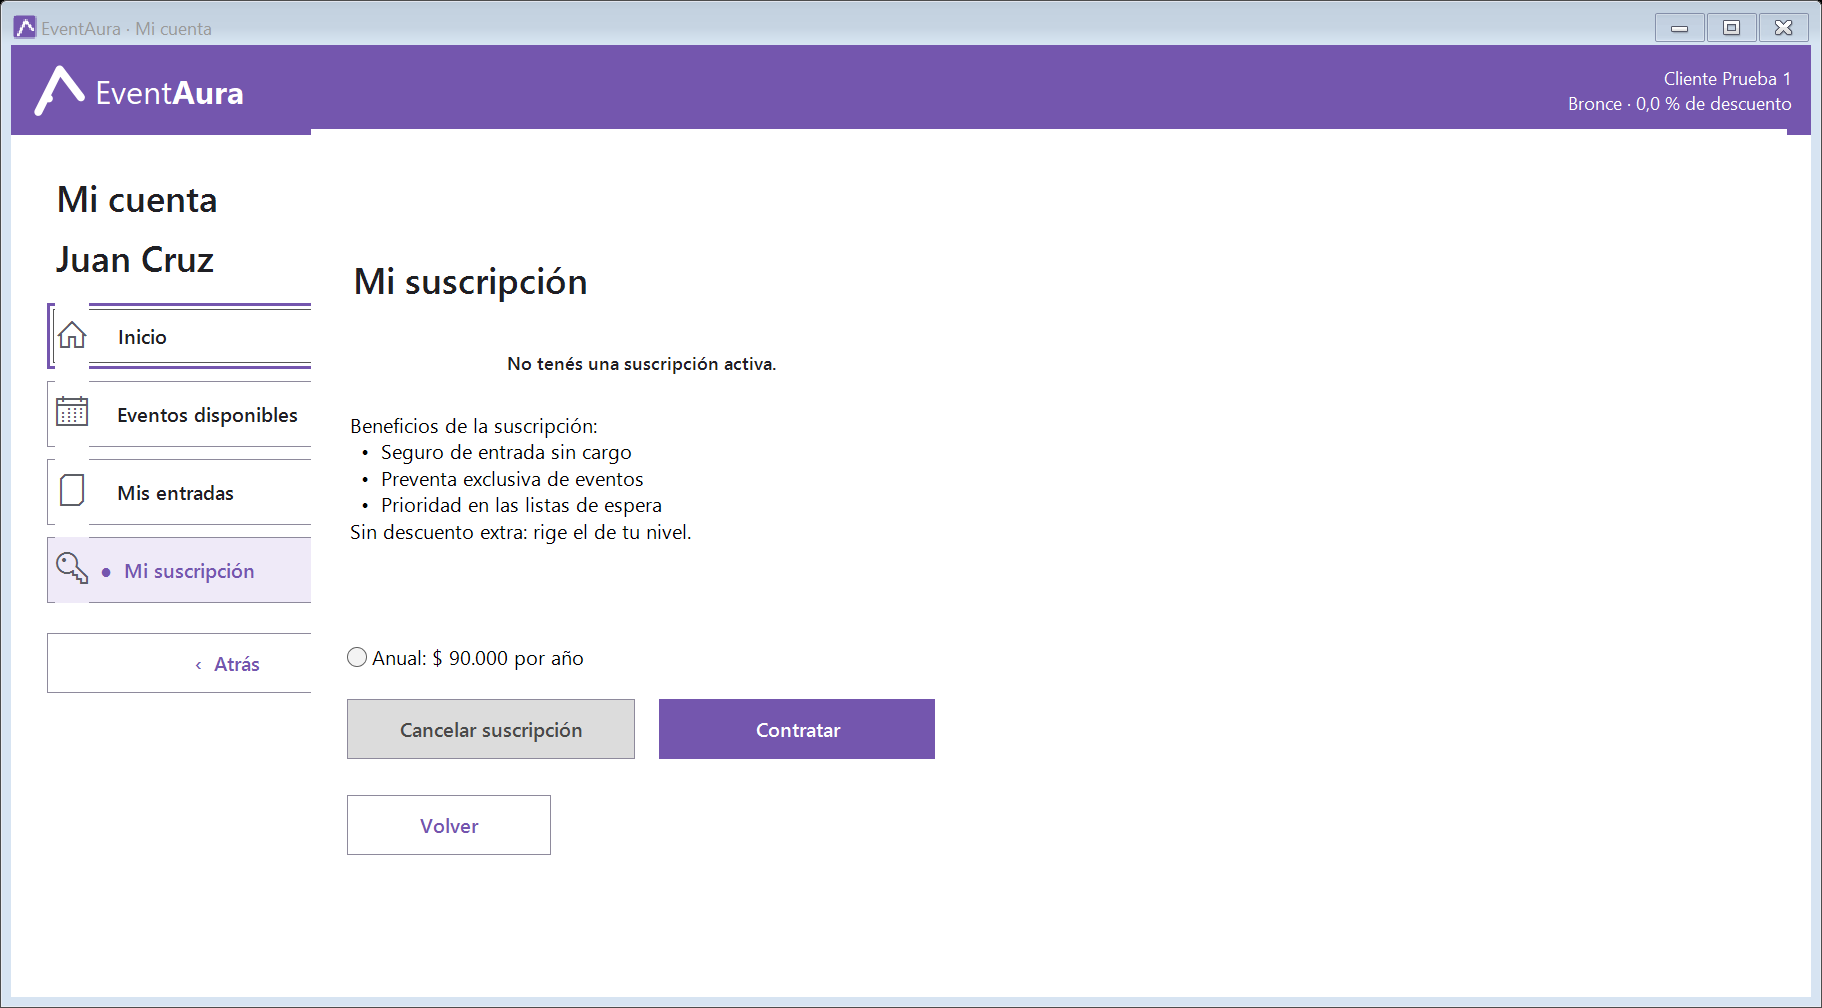 EventAura · Mi cuenta
EventAura
Cliente Prueba 1
Bronce · 0,0 % de descuento
Mi cuenta
Juan Cruz
Inicio
Eventos disponibles
Mis entradas
• Mi suscripción
‹ Atrás
Mi suscripción
No tenés una suscripción activa.
Beneficios de la suscripción:
• Seguro de entrada sin cargo
• Preventa exclusiva de eventos
• Prioridad en las listas de espera
Sin descuento extra: rige el de tu nivel.
Anual: $ 90.000 por año
Cancelar suscripción
Contratar
Volver